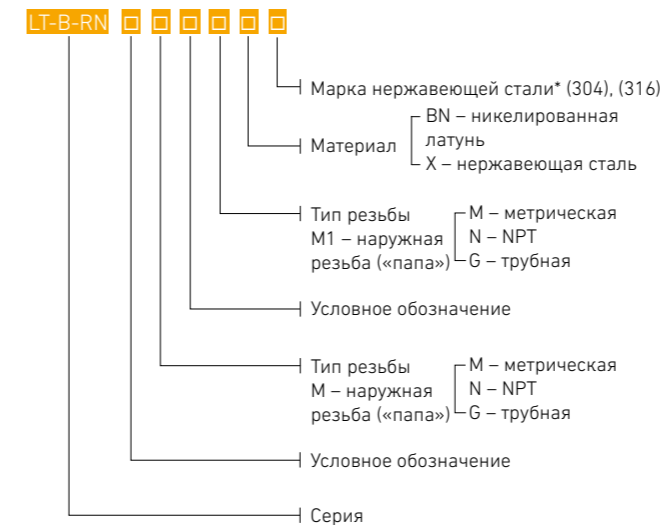 LT-B-RN □ □ □ □ □ □
Марка нержавеющей стали* (304), (316)
Материал
BN – никелированная
латунь
X – нержавеющая сталь
Тип резьбы
M1 – наружная
резьба («папа»)
M – метрическая
N – NPT
G – трубная
Условное обозначение
Тип резьбы
M – наружная
резьба («папа»)
M – метрическая
N – NPT
G – трубная
Условное обозначение
Серия